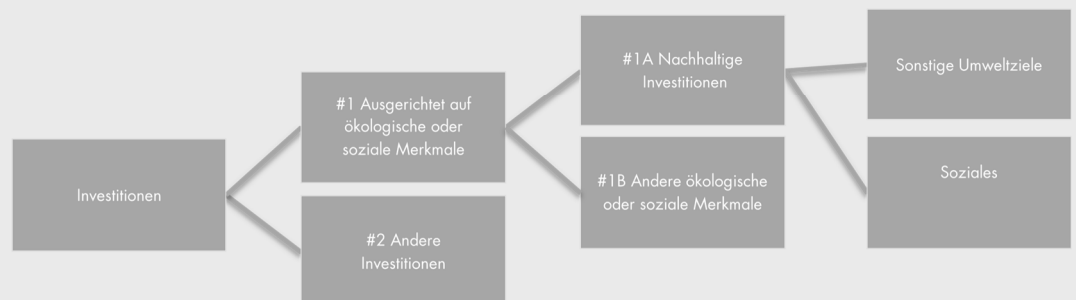 Investitionen
#1 Ausgerichtet auf
ökologische oder
soziale Merkmale
#2 Andere
Investitionen
#1A Nachhaltige
Investitionen
#1B Andere ökologische
oder soziale Merkmale
Sonstige Umweltziele
Soziales